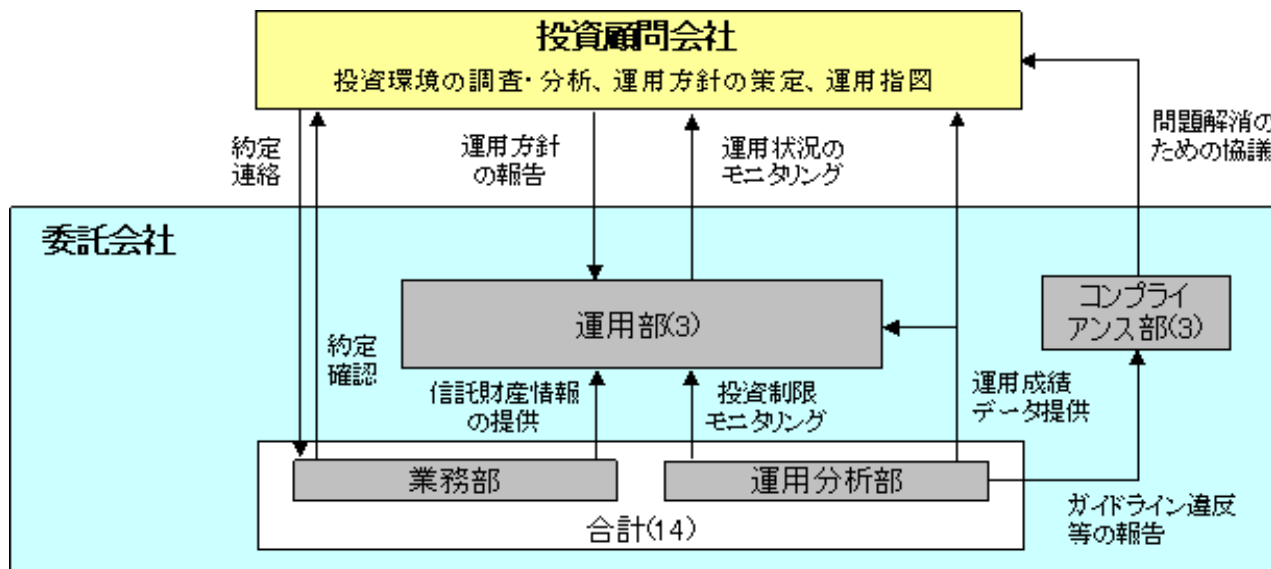 投資顧問会社
投資環境の調査・分析、運用方針の策定、運用指図
約定
連絡
運用方針
の報告
運用状況の
モニタリング
問題解消の
ための協議
委託会社
運用部(3)
コンプライ
アンス部(3)
約定
確認
信託財産情報
の提供
投資制限
モニタリング
運用成績
データ提供
業務部
運用分析部
合計(14)
ガイドライン違反
等の報告